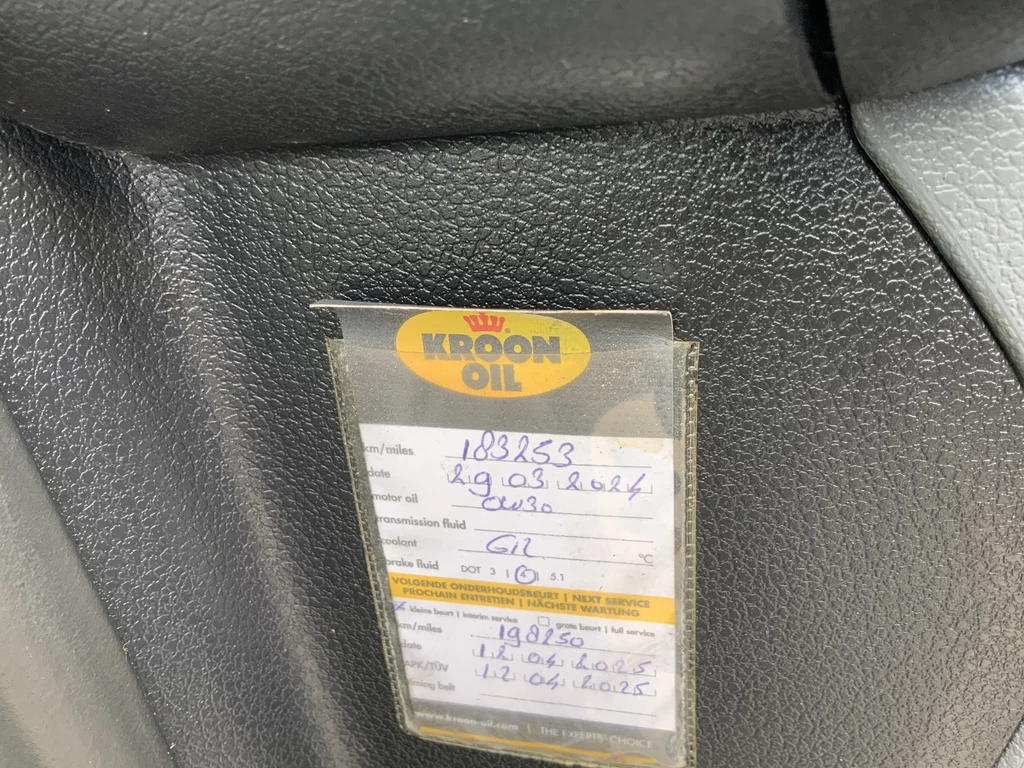 KROON
OIL
km/miles 183253
date 29 03 2024
motor oil 0W30
transmission fluid
coolant G12 °C
brake fluid DOT 3 | 4 | 5.1
VOLGENDE ONDERHOUDSBEURT | NEXT SERVICE
PROCHAIN ENTRETIEN | NÄCHSTE WARTUNG
x kleine beurt | interim service grote beurt | full service
km/miles 198250
date 12 04 2025
APK/TÜV 12 04 2025
timing belt
www.kroon-oil.com | THE EXPERTS' CHOICE